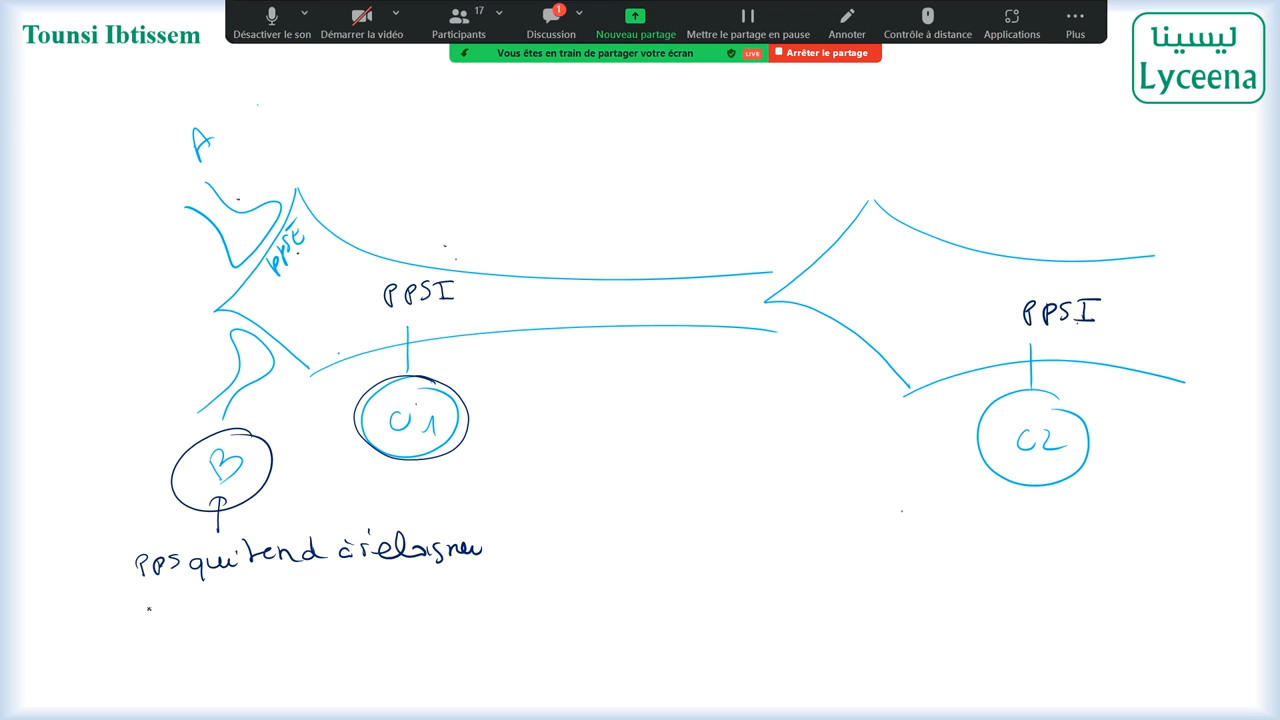 Tounsi Ibtissem
17
1
Désactiver le son
Démarrer la vidéo
Participants
Discussion
Nouveau partage
Mettre le partage en pause
Annoter
Contrôle à distance
Applications
Plus
Vous êtes en train de partager votre écran
LIVE
Arrêter le partage
ليسينا
Lyceena
A
PPSE
PPSI
PPSI
C1
C2
B
PPS qui tend à s'éloigner